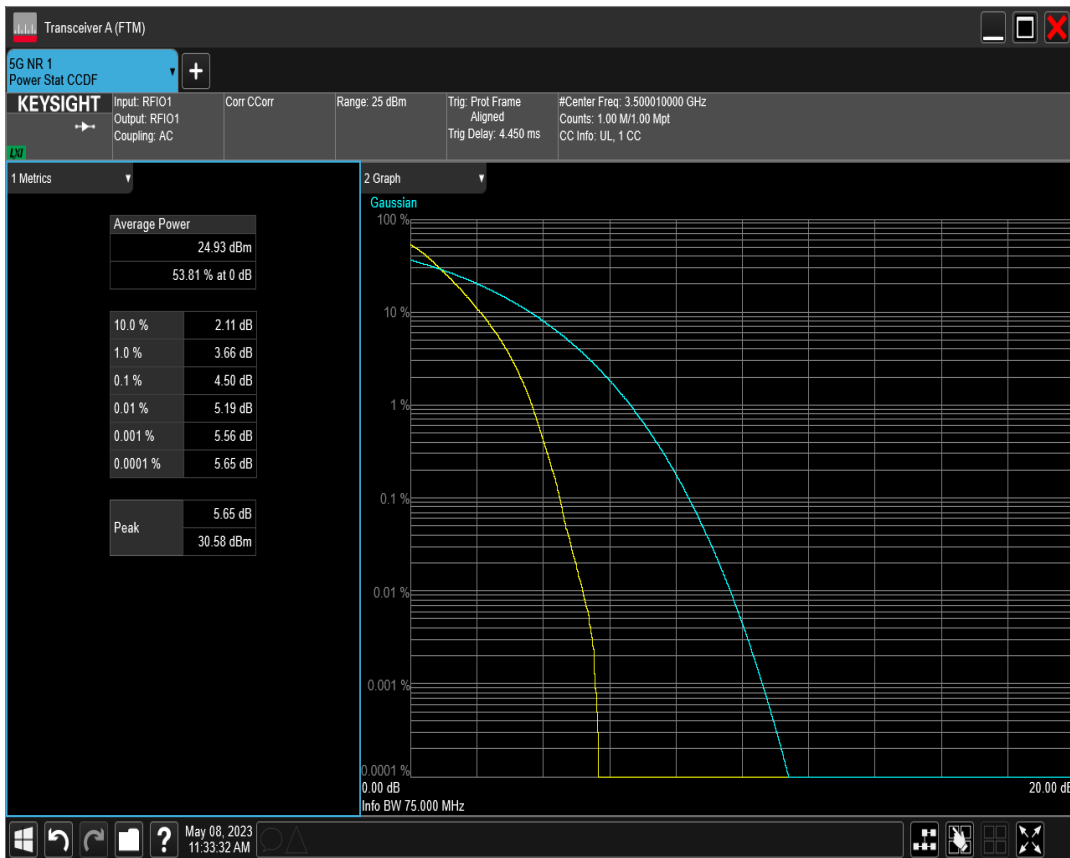 Transceiver A (FTM)
5G NR 1
Power Stat CCDF
+
KEYSIGHT
LXI
Input: RFIO1
Output: RFIO1
Coupling: AC
Corr CCorr
Range: 25 dBm
Trig: Prot Frame
Aligned
Trig Delay: 4.450 ms
#Center Freq: 3.500010000 GHz
Counts: 1.00 M/1.00 Mpt
CC Info: UL, 1 CC
1 Metrics
Average Power
24.93 dBm
53.81 % at 0 dB
10.0 % 2.11 dB
1.0 % 3.66 dB
0.1 % 4.50 dB
0.01 % 5.19 dB
0.001 % 5.56 dB
0.0001 % 5.65 dB
Peak
5.65 dB
30.58 dBm
2 Graph
Gaussian
100 %
10 %
1 %
0.1 %
0.01 %
0.001 %
0.0001 %
0.00 dB 20.00 dB
Info BW 75.000 MHz
?
May 08, 2023
11:33:32 AM